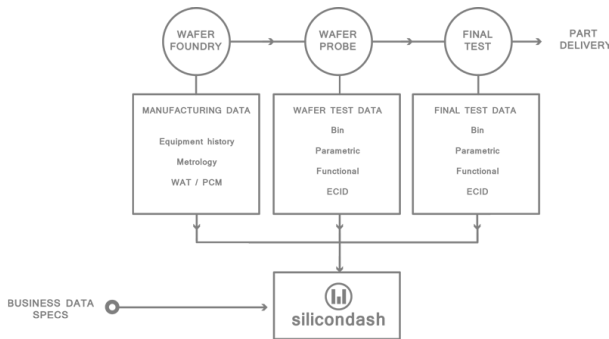 WAFER
FOUNDRY
WAFER
PROBE
FINAL
TEST
PART
DELIVERY
MANUFACTURING DATA
Equipment history
Metrology
WAT / PCM
WAFER TEST DATA
Bin
Parametric
Functional
ECID
FINAL TEST DATA
Bin
Parametric
Functional
ECID
BUSINESS DATA
SPECS
silicondash